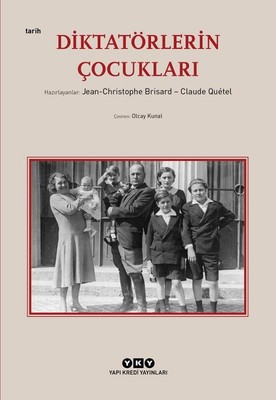 tarih
DİKTATÖRLERİN
ÇOCUKLARI
Hazırlayanlar: Jean-Christophe Brisard – Claude Quétel
Çeviren: Olcay Kunal
YKY
YAPI KREDİ YAYINLARI